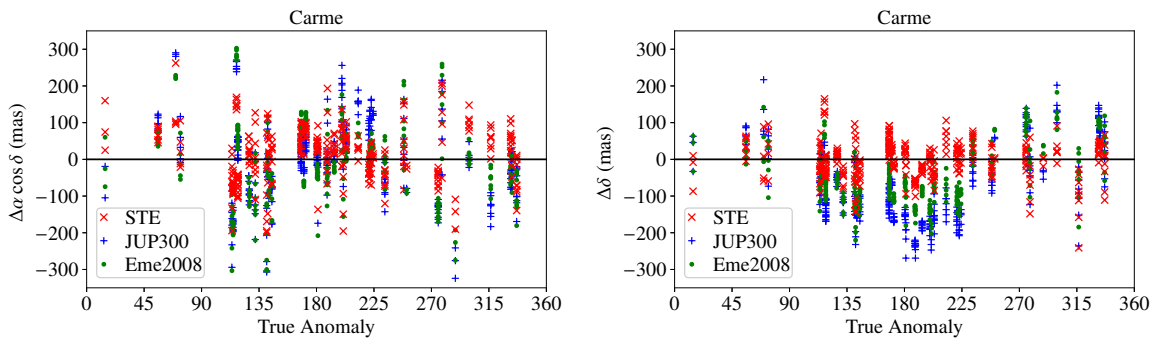 Carme
300
200
100
0
−100
−200
−300
Δα cos δ (mas)
STE
JUP300
Eme2008
0 45 90 135 180 225 270 315 360
True Anomaly
Carme
300
200
100
0
−100
−200
−300
Δδ (mas)
STE
JUP300
Eme2008
0 45 90 135 180 225 270 315 360
True Anomaly